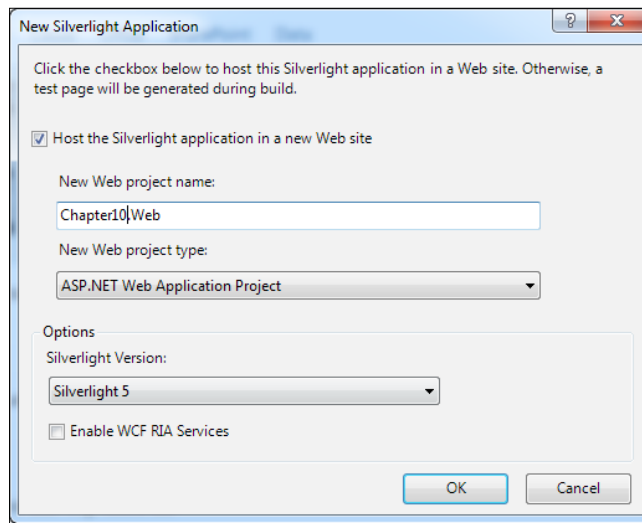 New Silverlight Application
Click the checkbox below to host this Silverlight application in a Web site. Otherwise, a
test page will be generated during build.
Host the Silverlight application in a new Web site
New Web project name:
Chapter10.Web
New Web project type:
ASP.NET Web Application Project
Options
Silverlight Version:
Silverlight 5
Enable WCF RIA Services
OK
Cancel